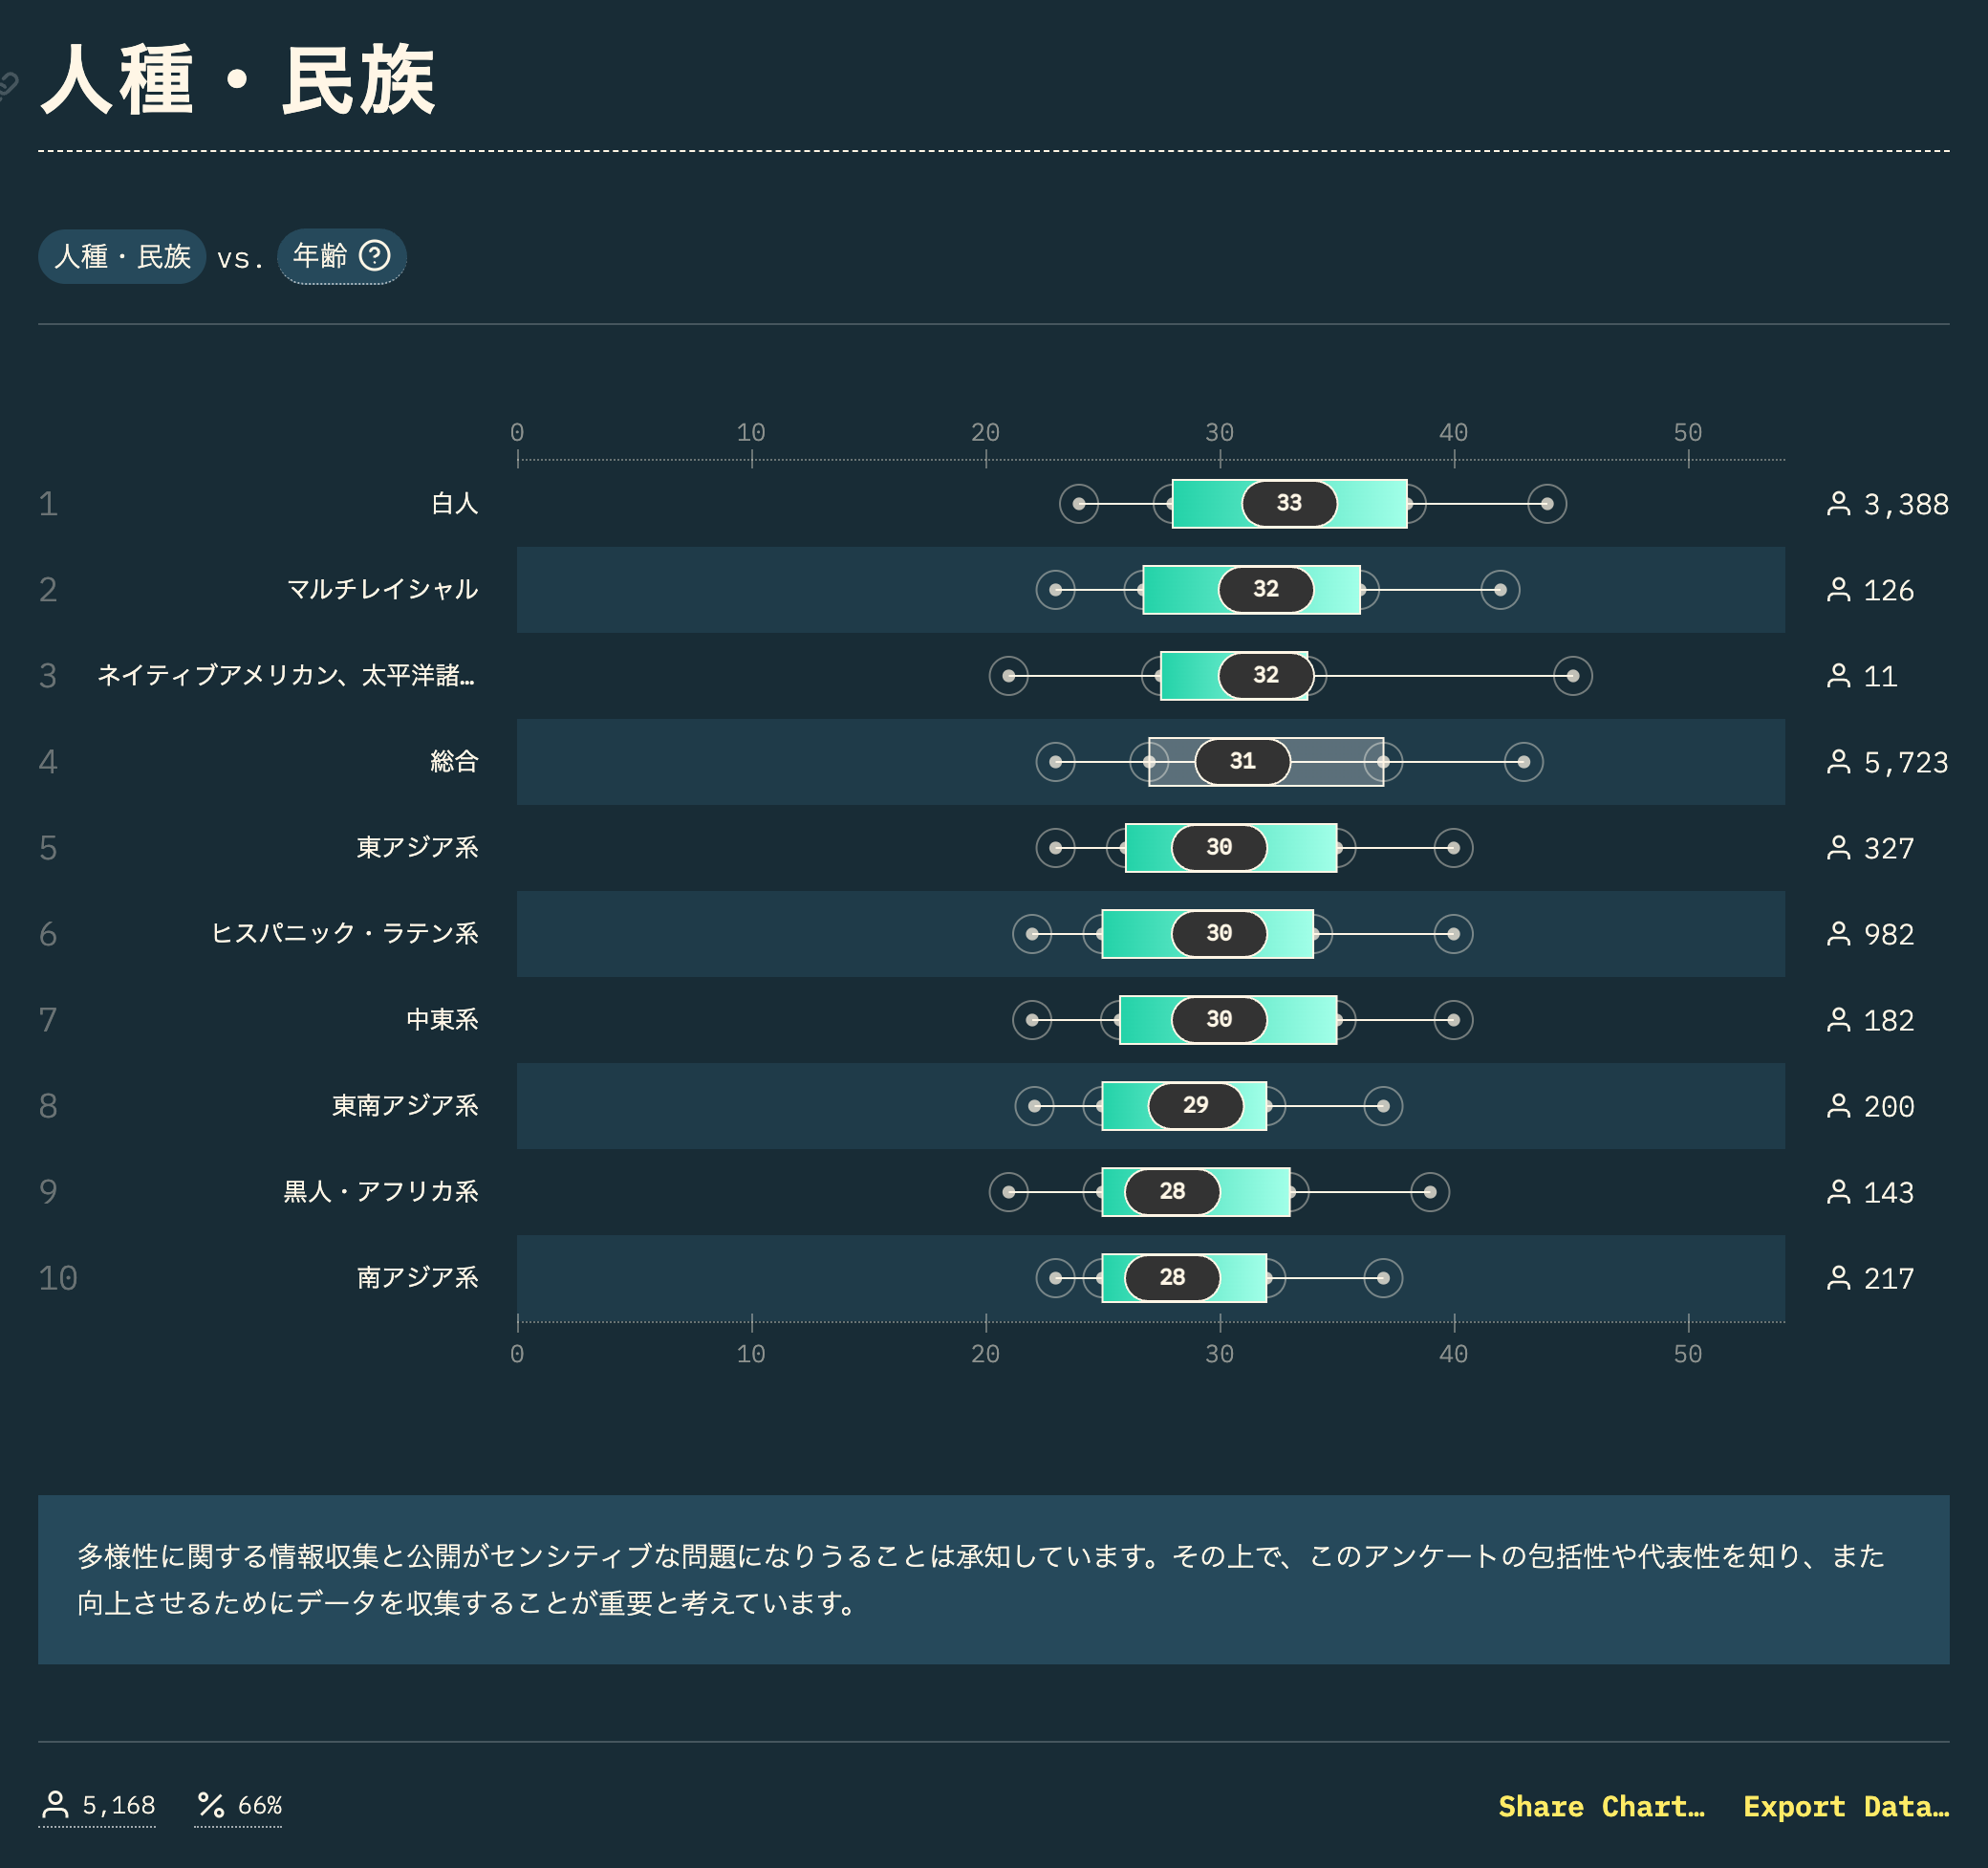 人種・民族
人種・民族 vs. 年齢 ?
0 10 20 30 40 50
1 白人 33 3,388
2 マルチレイシャル 32 126
3 ネイティブアメリカン、太平洋諸… 32 11
4 総合 31 5,723
5 東アジア系 30 327
6 ヒスパニック・ラテン系 30 982
7 中東系 30 182
8 東南アジア系 29 200
9 黒人・アフリカ系 28 143
10 南アジア系 28 217
0 10 20 30 40 50
多様性に関する情報収集と公開がセンシティブな問題になりうることは承知しています。その上で、このアンケートの包括性や代表性を知り、また
向上させるためにデータを収集することが重要と考えています。
5,168 % 66% Share Chart… Export Data…